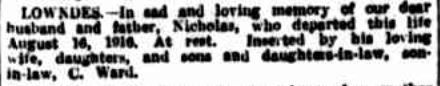 LOWNDES.—In sad and loving memory of our dear
husband and father, Nicholas, who departed this life
August 16, 1916. At rest. Inserted by his loving
wife, daughters, and sons and daughters-in-law, son-
in-law, C. Ward.